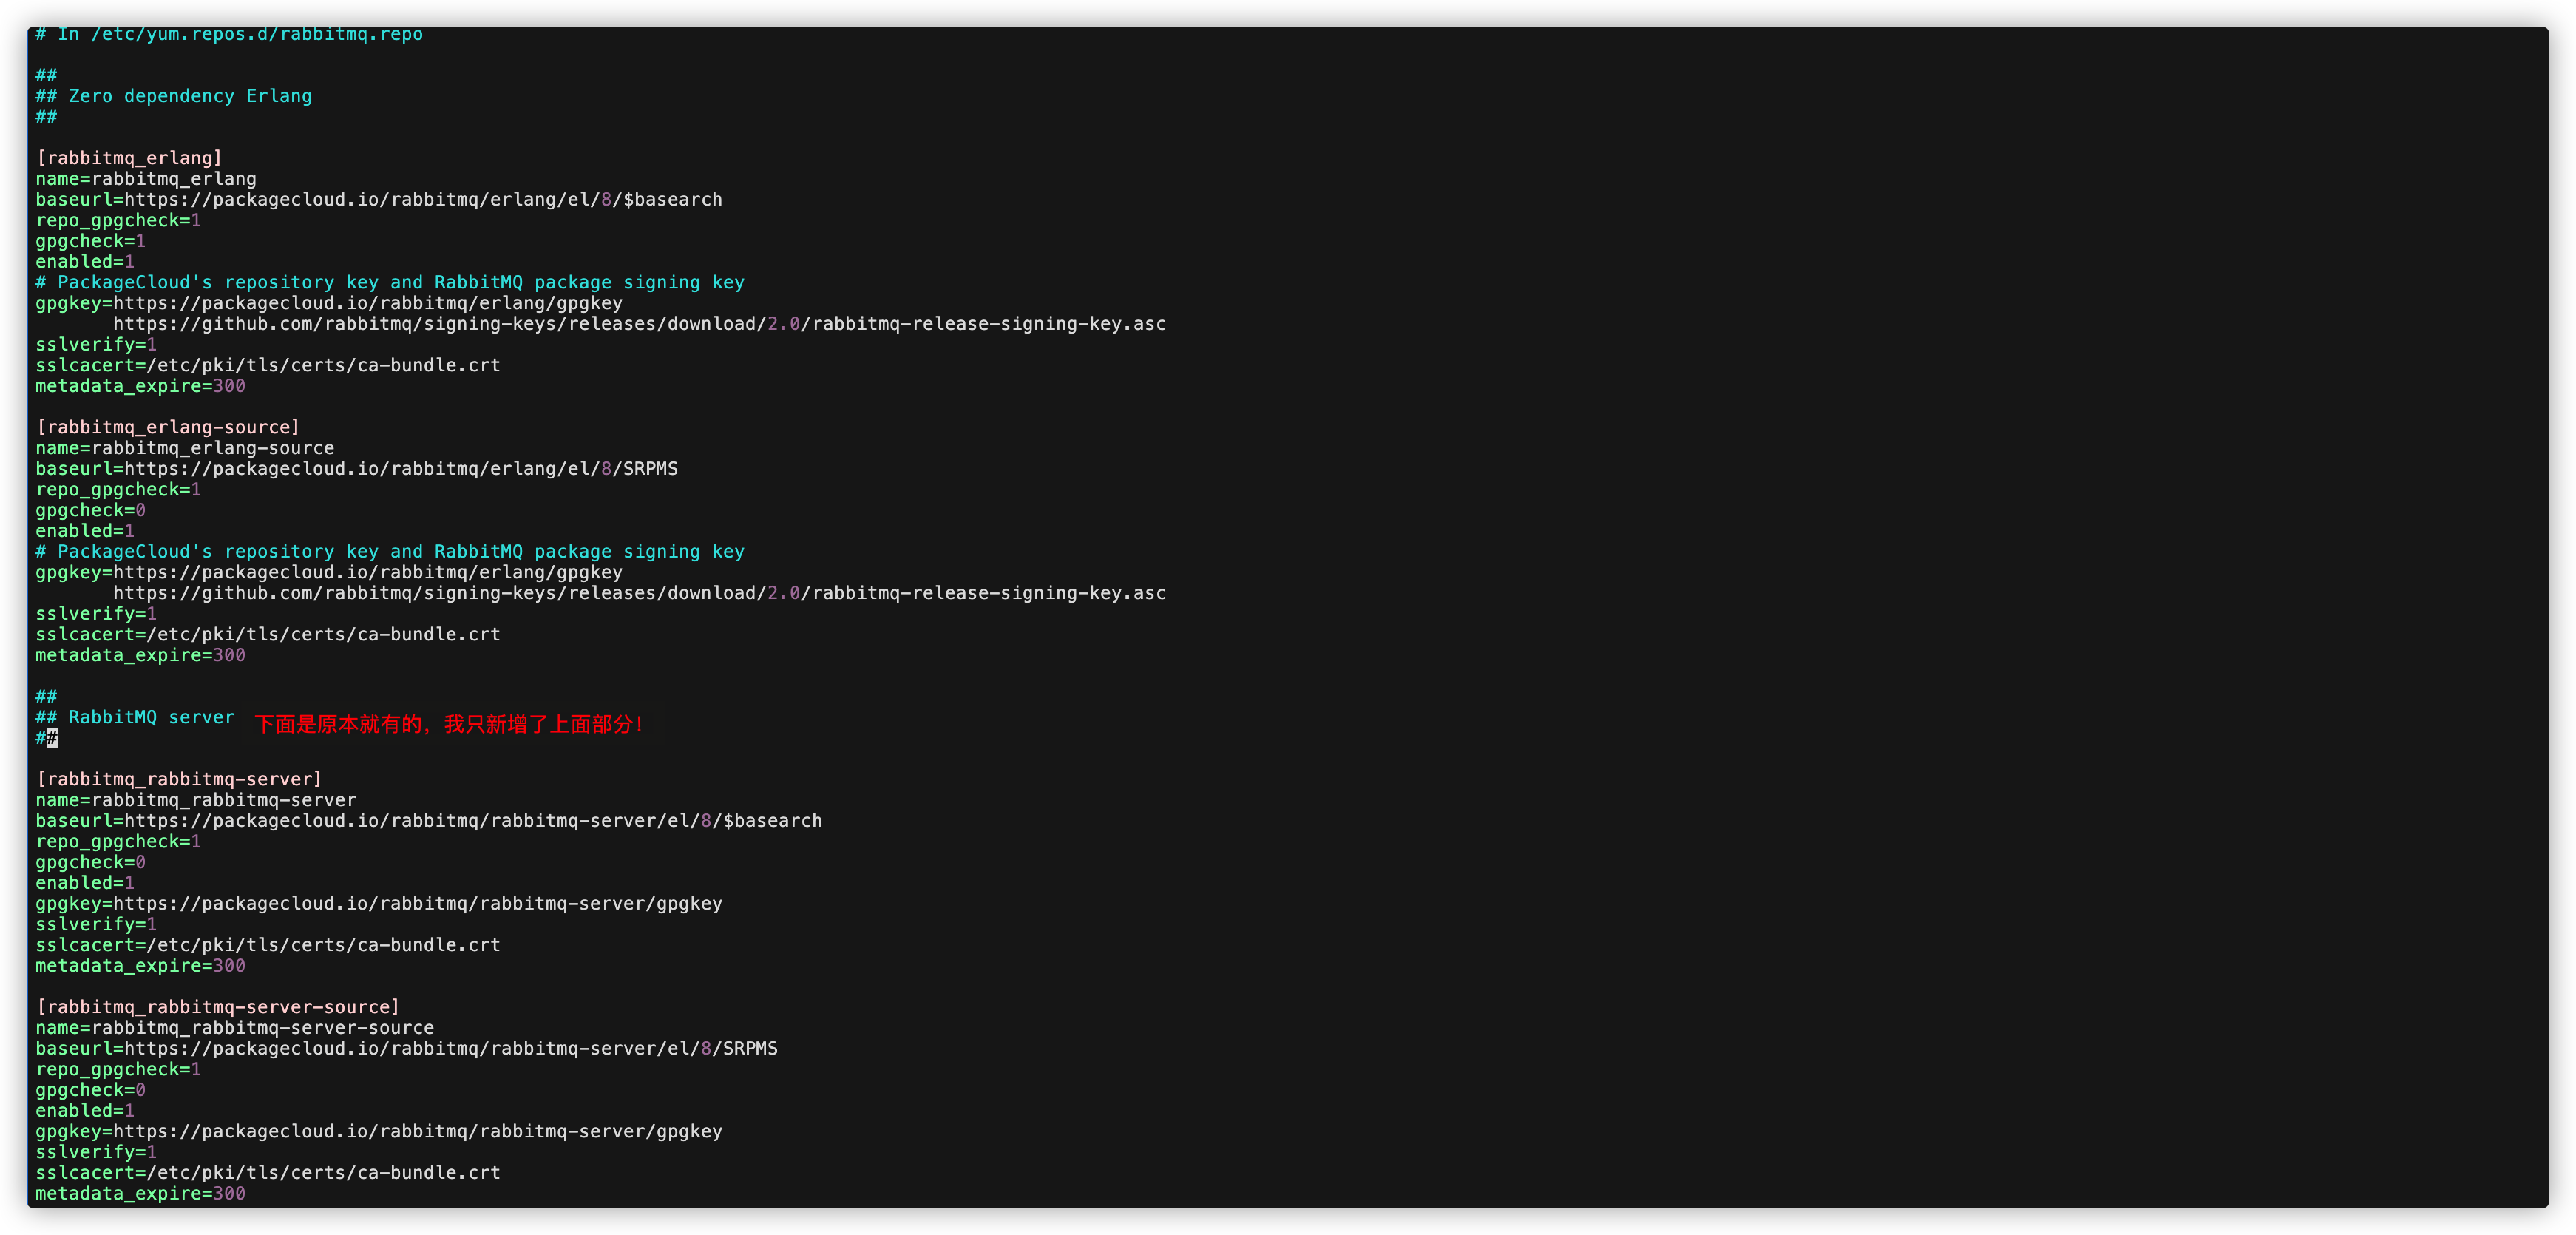 # In /etc/yum.repos.d/rabbitmq.repo
##
## Zero dependency Erlang
##
[rabbitmq_erlang]
name=rabbitmq_erlang
baseurl=https://packagecloud.io/rabbitmq/erlang/el/8/$basearch
repo_gpgcheck=1
gpgcheck=1
enabled=1
# PackageCloud's repository key and RabbitMQ package signing key
gpgkey=https://packagecloud.io/rabbitmq/erlang/gpgkey
https://github.com/rabbitmq/signing-keys/releases/download/2.0/rabbitmq-release-signing-key.asc
sslverify=1
sslcacert=/etc/pki/tls/certs/ca-bundle.crt
metadata_expire=300
[rabbitmq_erlang-source]
name=rabbitmq_erlang-source
baseurl=https://packagecloud.io/rabbitmq/erlang/el/8/SRPMS
repo_gpgcheck=1
gpgcheck=0
enabled=1
# PackageCloud's repository key and RabbitMQ package signing key
gpgkey=https://packagecloud.io/rabbitmq/erlang/gpgkey
https://github.com/rabbitmq/signing-keys/releases/download/2.0/rabbitmq-release-signing-key.asc
sslverify=1
sslcacert=/etc/pki/tls/certs/ca-bundle.crt
metadata_expire=300
##
## RabbitMQ server
下面是原本就有的，我只新增了上面部分！
##
[rabbitmq_rabbitmq-server]
name=rabbitmq_rabbitmq-server
baseurl=https://packagecloud.io/rabbitmq/rabbitmq-server/el/8/$basearch
repo_gpgcheck=1
gpgcheck=0
enabled=1
gpgkey=https://packagecloud.io/rabbitmq/rabbitmq-server/gpgkey
sslverify=1
sslcacert=/etc/pki/tls/certs/ca-bundle.crt
metadata_expire=300
[rabbitmq_rabbitmq-server-source]
name=rabbitmq_rabbitmq-server-source
baseurl=https://packagecloud.io/rabbitmq/rabbitmq-server/el/8/SRPMS
repo_gpgcheck=1
gpgcheck=0
enabled=1
gpgkey=https://packagecloud.io/rabbitmq/rabbitmq-server/gpgkey
sslverify=1
sslcacert=/etc/pki/tls/certs/ca-bundle.crt
metadata_expire=300